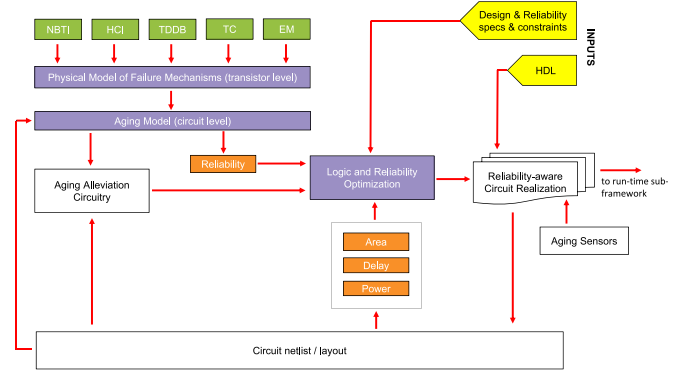 NBTI
HCI
TDDB
TC
EM
Design & Reliability
specs & constraints
INPUTS
HDL
Physical Model of Failure Mechanisms (transistor level)
Aging Model (circuit level)
Reliability
Aging Alleviation
Circuitry
Logic and Reliability
Optimization
Reliability-aware
Circuit Realization
to run-time sub-
framework
Aging Sensors
Area
Delay
Power
Circuit netlist / layout